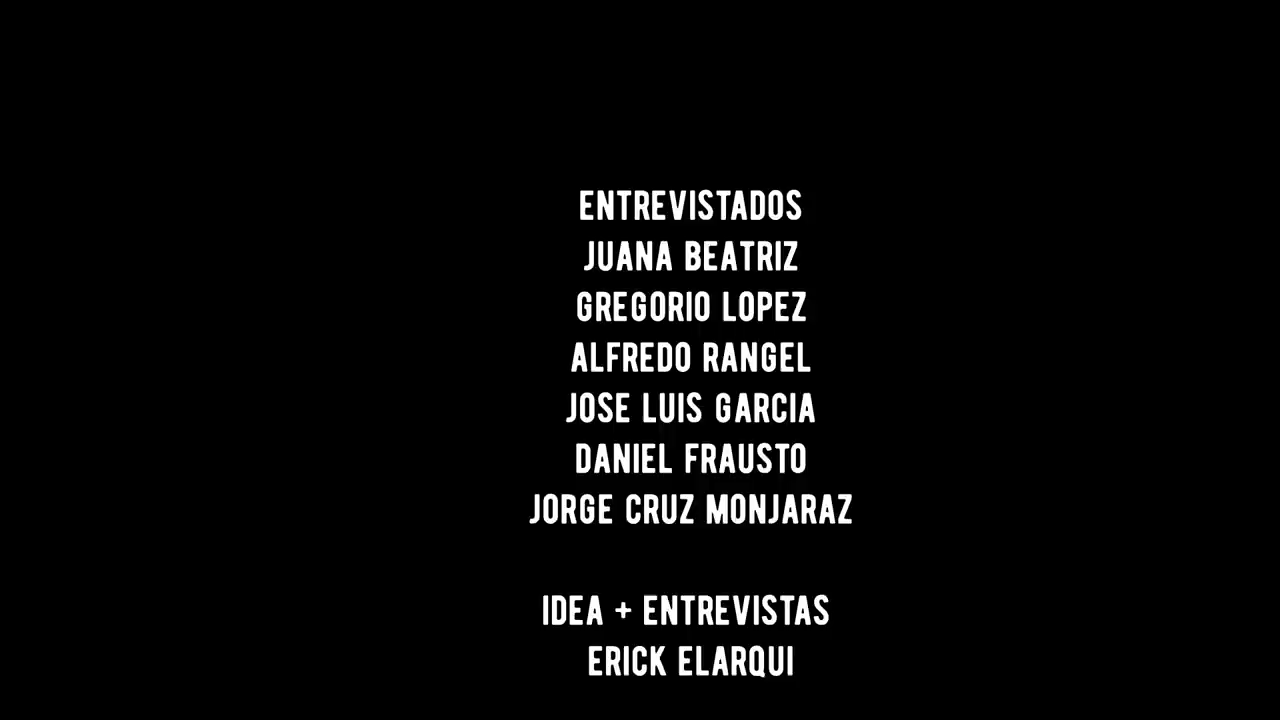 ENTREVISTADOS
JUANA BEATRIZ
GREGORIO LOPEZ
ALFREDO RANGEL
JOSE LUIS GARCIA
DANIEL FRAUSTO
JORGE CRUZ MONJARAZ
IDEA + ENTREVISTAS
ERICK ELARQUI